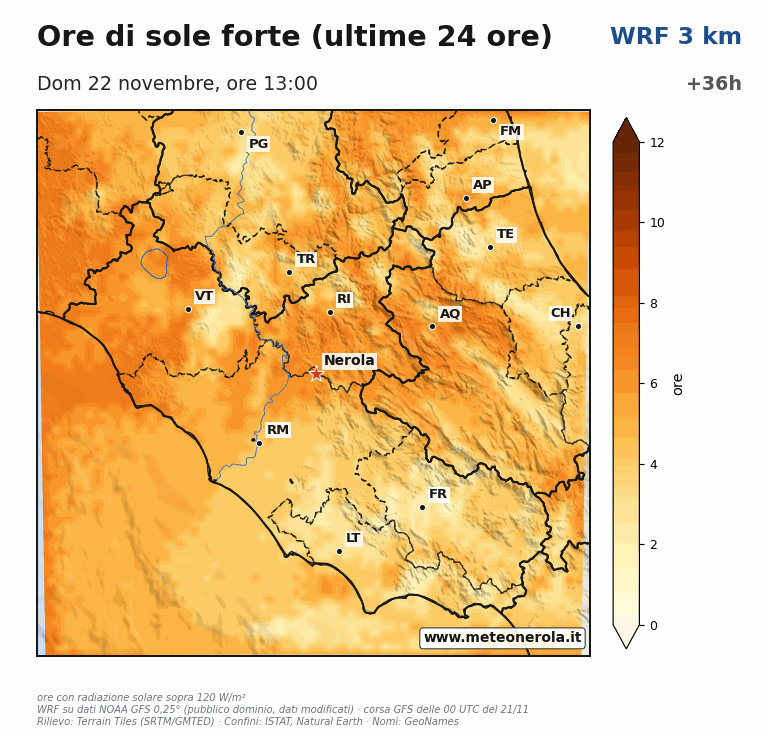 Ore di sole forte (ultime 24 ore)
WRF 3 km
Dom 22 novembre, ore 13:00
+36h
PG
FM
AP
TE
TR
VT
RI
AQ
CH
Nerola
RM
FR
LT
www.meteonerola.it
12
10
8
6
4
2
0
ore
ore con radiazione solare sopra 120 W/m²
WRF su dati NOAA GFS 0,25° (pubblico dominio, dati modificati) · corsa GFS delle 00 UTC del 21/11
Rilievo: Terrain Tiles (SRTM/GMTED) · Confini: ISTAT, Natural Earth · Nomi: GeoNames